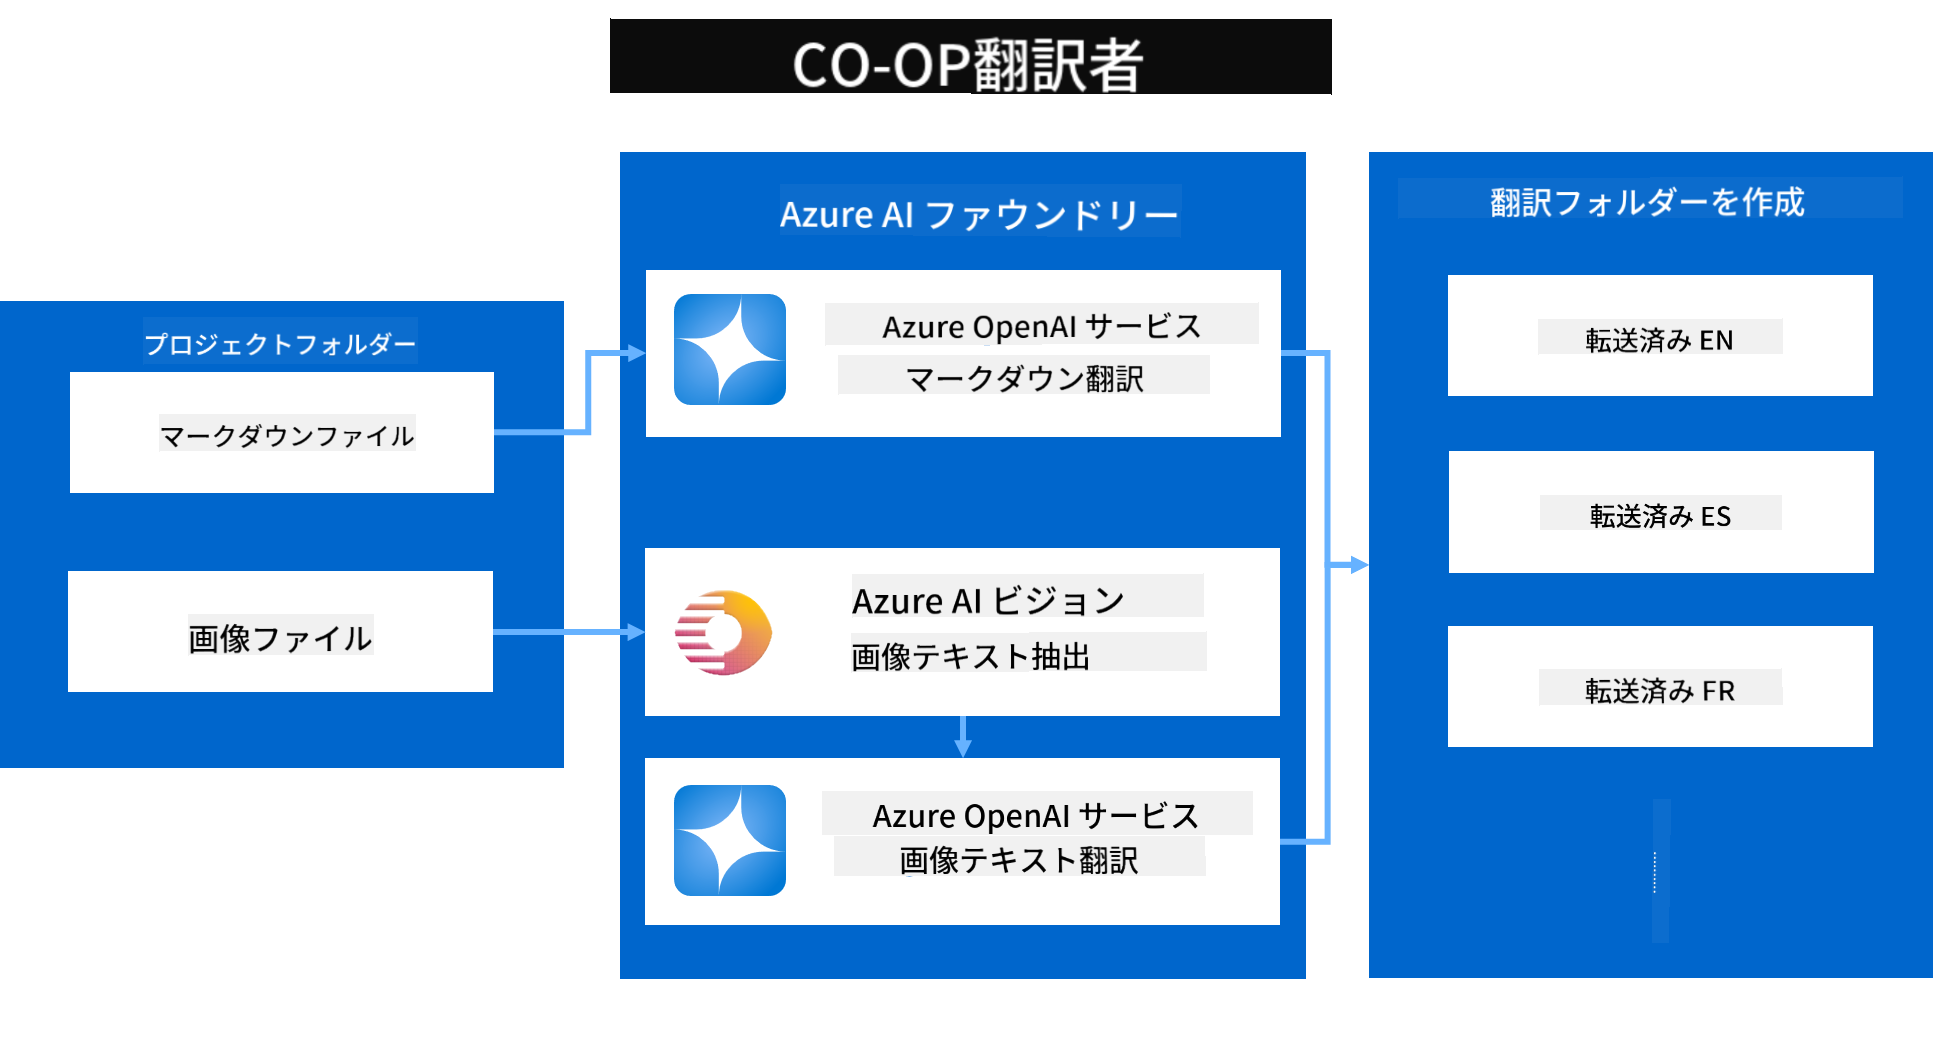 CO-OP翻訳者
プロジェクトフォルダー
マークダウンファイル
画像ファイル
Azure AI ファウンドリー
Azure OpenAI サービス
マークダウン翻訳
Azure AI ビジョン
画像テキスト抽出
Azure OpenAI サービス
画像テキスト翻訳
翻訳フォルダーを作成
転送済み EN
転送済み ES
転送済み FR
.........